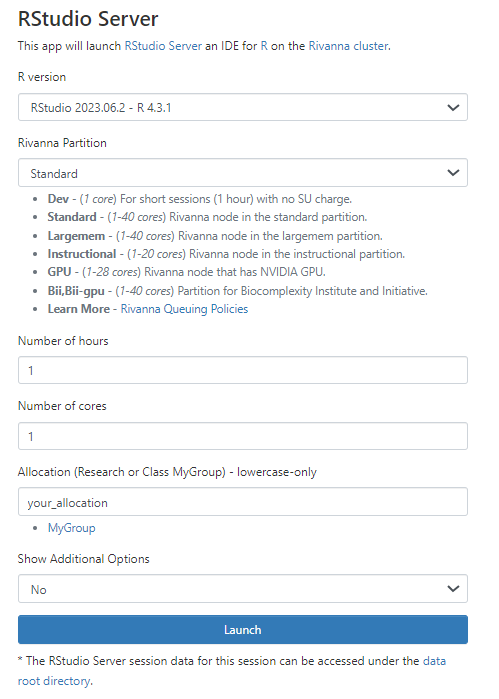 RStudio Server
This app will launch RStudio Server an IDE for R on the Rivanna cluster.
R version
RStudio 2023.06.2 - R 4.3.1
Rivanna Partition
Standard
• Dev - (1 core) For short sessions (1 hour) with no SU charge.
• Standard - (1-40 cores) Rivanna node in the standard partition.
• Largemem - (1-40 cores) Rivanna node in the largemem partition.
• Instructional - (1-20 cores) Rivanna node in the instructional partition.
• GPU - (1-28 cores) Rivanna node that has NVIDIA GPU.
• Bii,Bii-gpu - (1-40 cores) Partition for Biocomplexity Institute and Initiative.
• Learn More - Rivanna Queuing Policies
Number of hours
1
Number of cores
1
Allocation (Research or Class MyGroup) - lowercase-only
your_allocation
• MyGroup
Show Additional Options
No
Launch
* The RStudio Server session data for this session can be accessed under the data
root directory.